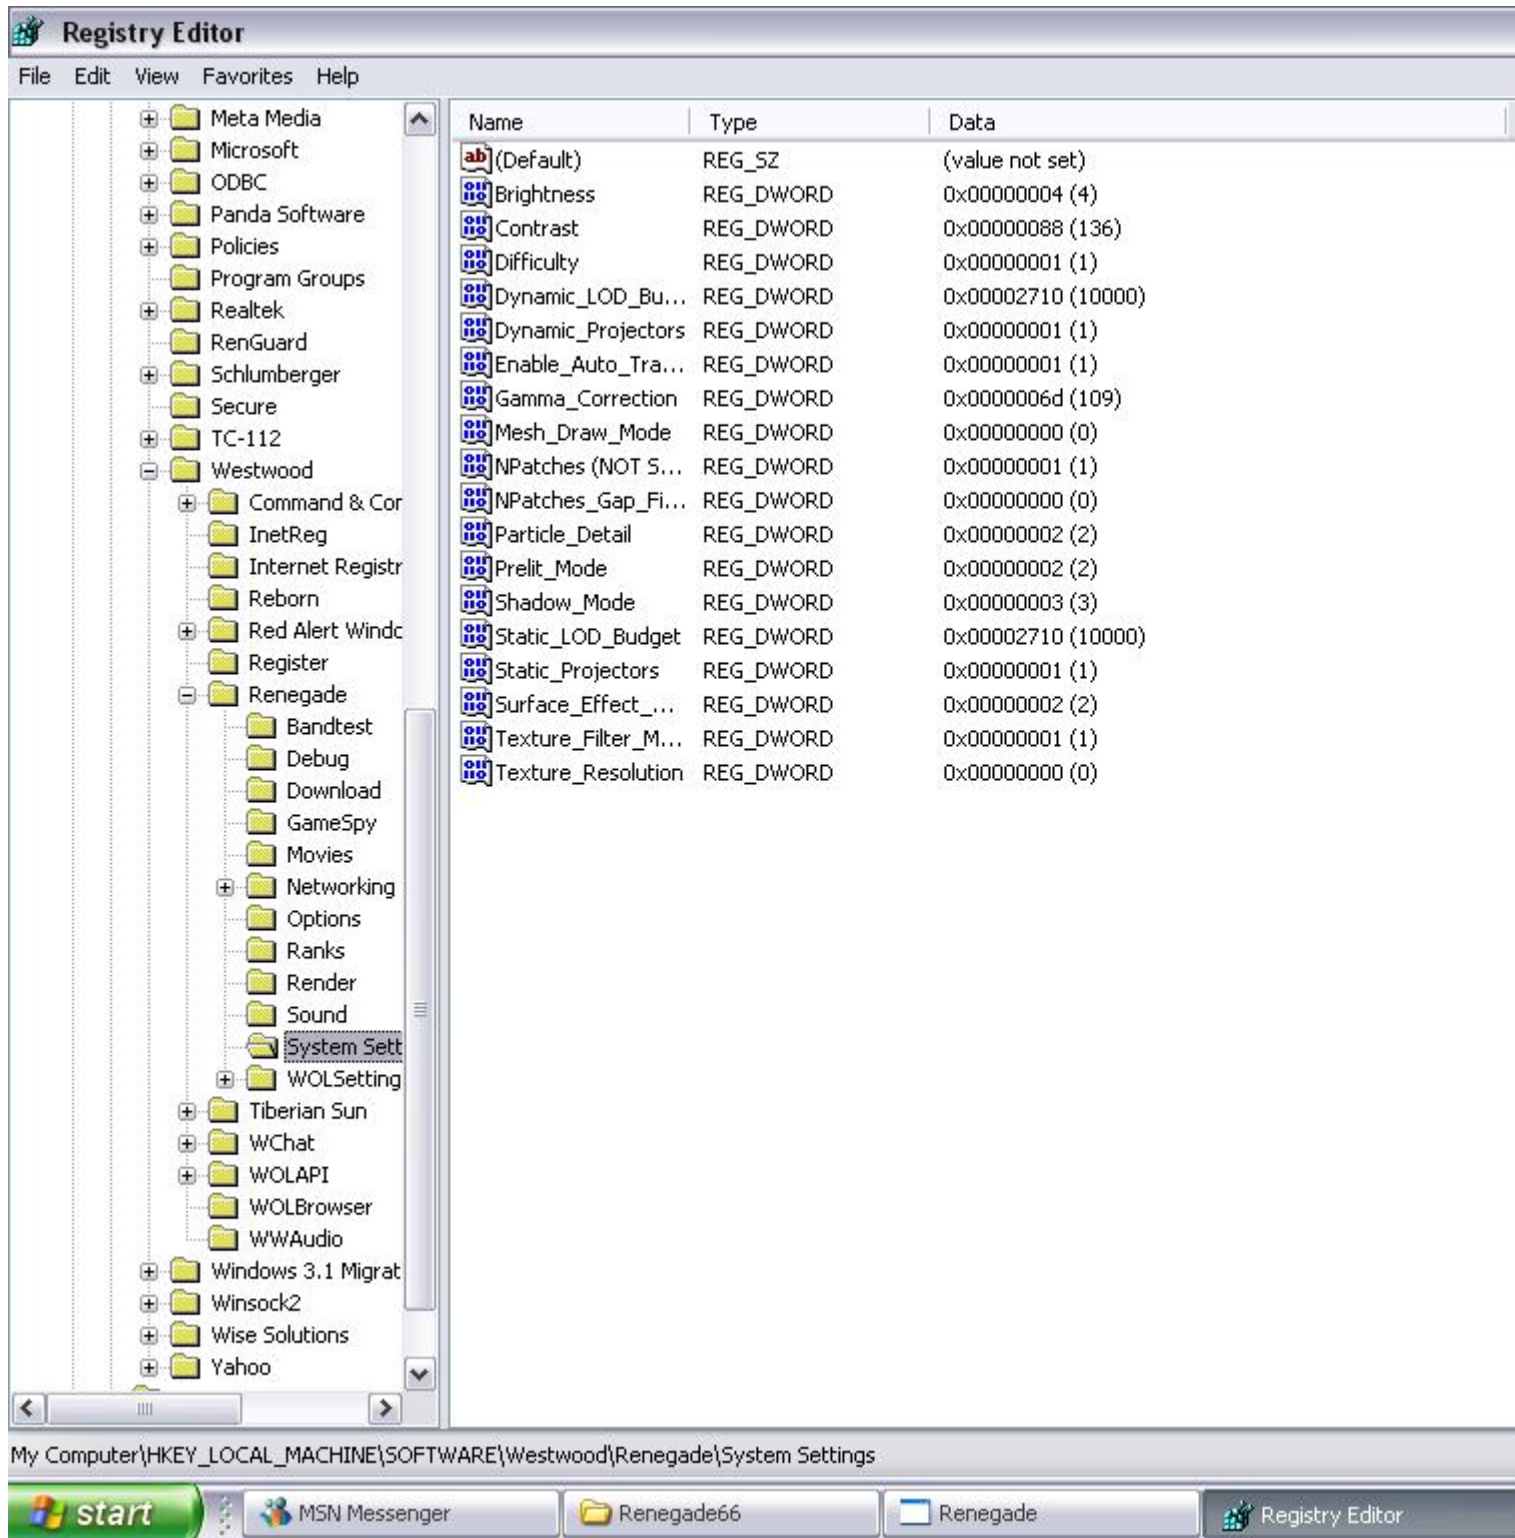 Registry Editor
File Edit View Favorites Help
Meta Media
Microsoft
ODBC
Panda Software
Policies
Program Groups
Realtek
RenGuard
Schlumberger
Secure
TC-112
Westwood
Command & Cor
InetReg
Internet Registr
Reborn
Red Alert Windc
Register
Renegade
Bandtest
Debug
Download
GameSpy
Movies
Networking
Options
Ranks
Render
Sound
System Sett
WOLSetting
Tiberian Sun
WChat
WOLAPI
WOLBrowser
WWAudio
Windows 3.1 Migrat
Winsock2
Wise Solutions
Yahoo
Name Type Data
(Default) REG_SZ (value not set)
Brightness REG_DWORD 0x00000004 (4)
Contrast REG_DWORD 0x00000088 (136)
Difficulty REG_DWORD 0x00000001 (1)
Dynamic_LOD_Bu... REG_DWORD 0x00002710 (10000)
Dynamic_Projectors REG_DWORD 0x00000001 (1)
Enable_Auto_Tra... REG_DWORD 0x00000001 (1)
Gamma_Correction REG_DWORD 0x0000006d (109)
Mesh_Draw_Mode REG_DWORD 0x00000000 (0)
NPatches (NOT S... REG_DWORD 0x00000001 (1)
NPatches_Gap_Fi... REG_DWORD 0x00000000 (0)
Particle_Detail REG_DWORD 0x00000002 (2)
Prelit_Mode REG_DWORD 0x00000002 (2)
Shadow_Mode REG_DWORD 0x00000003 (3)
Static_LOD_Budget REG_DWORD 0x00002710 (10000)
Static_Projectors REG_DWORD 0x00000001 (1)
Surface_Effect_... REG_DWORD 0x00000002 (2)
Texture_Filter_M... REG_DWORD 0x00000001 (1)
Texture_Resolution REG_DWORD 0x00000000 (0)
My Computer\HKEY_LOCAL_MACHINE\SOFTWARE\Westwood\Renegade\System Settings
start MSN Messenger Renegade66 Renegade Registry Editor